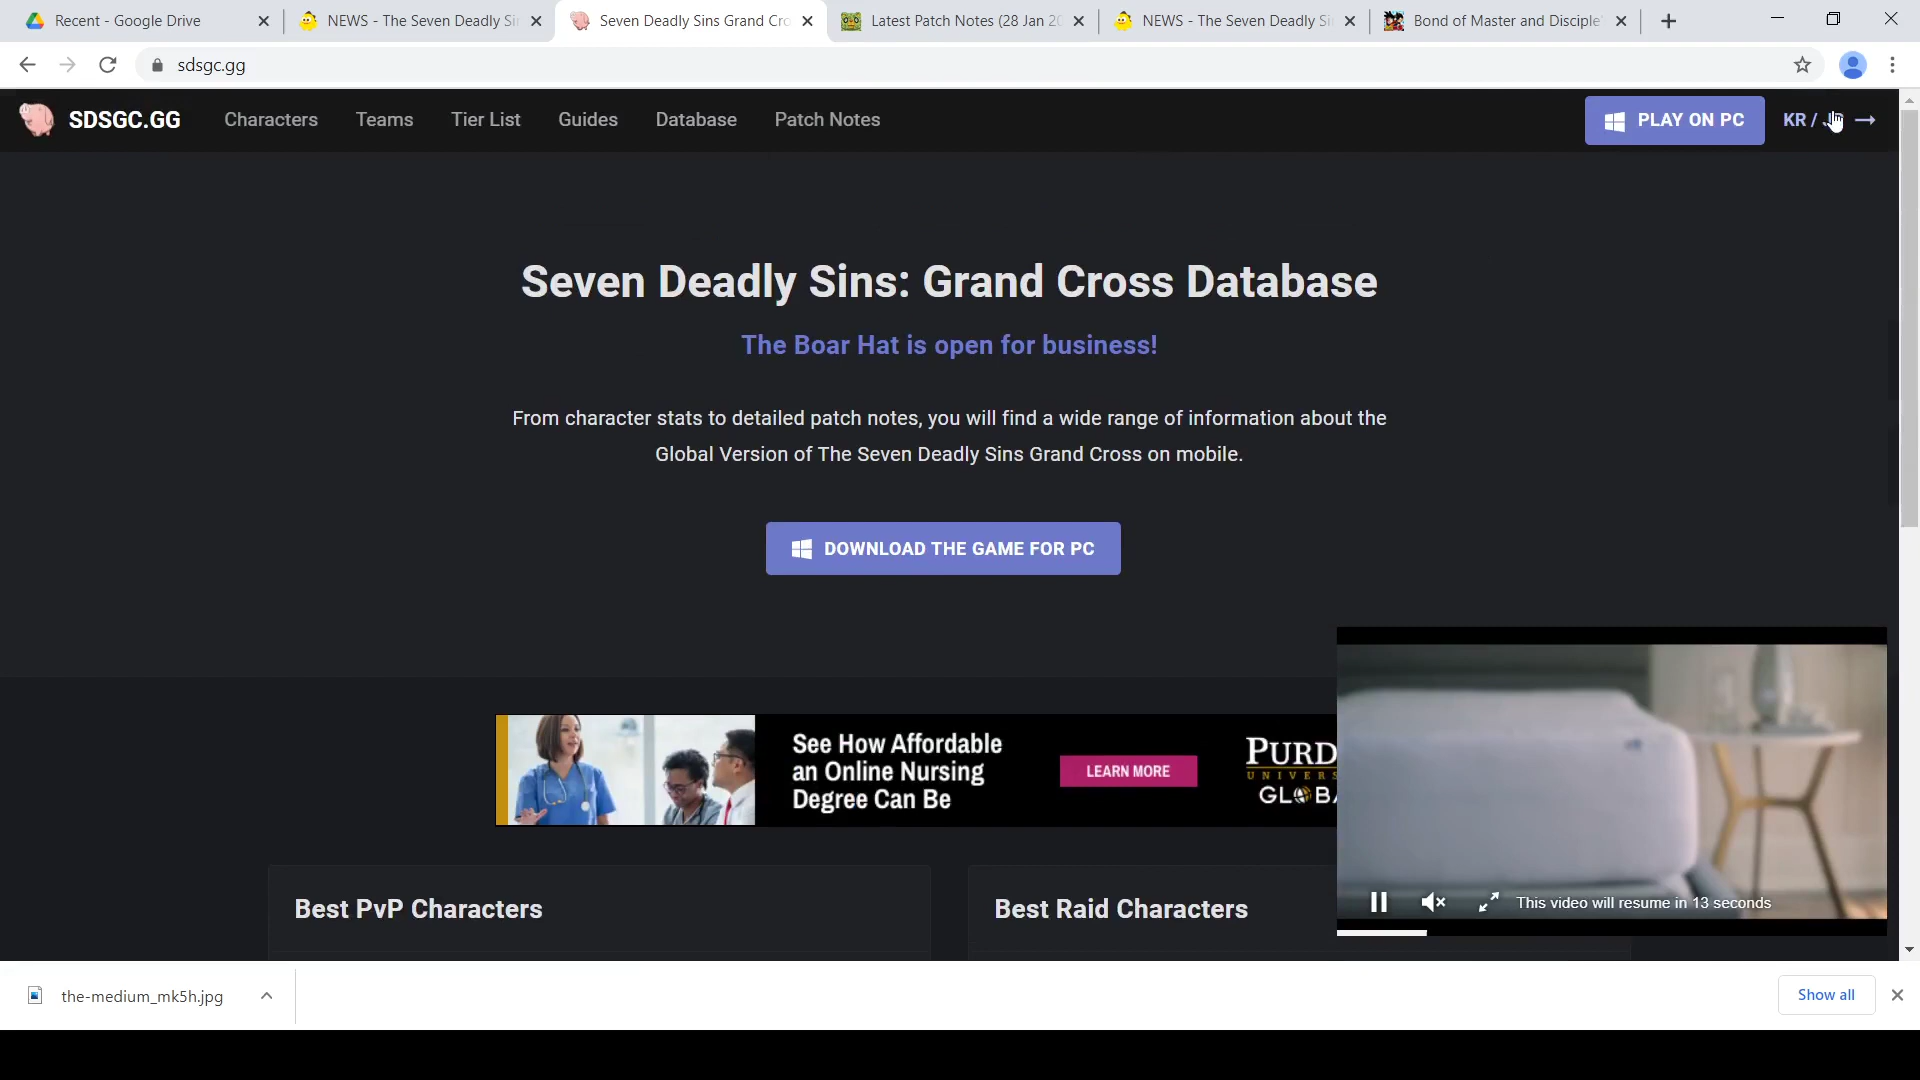 Recent - Google Drive
NEWS - The Seven Deadly Si
Seven Deadly Sins Grand Cro
Latest Patch Notes (28 Jan 20
NEWS - The Seven Deadly Si
Bond of Master and Disciple'
sdsgc.gg
SDSGC.GG
Characters
Teams
Tier List
Guides
Database
Patch Notes
PLAY ON PC
KR /
Seven Deadly Sins: Grand Cross Database
The Boar Hat is open for business!
From character stats to detailed patch notes, you will find a wide range of information about the
Global Version of The Seven Deadly Sins Grand Cross on mobile.
DOWNLOAD THE GAME FOR PC
See How Affordable
an Online Nursing
Degree Can Be
LEARN MORE
PURD
UNIVERS
GLOBA
This video will resume in 13 seconds
Best PvP Characters
Best Raid Characters
the-medium_mk5h.jpg
Show all